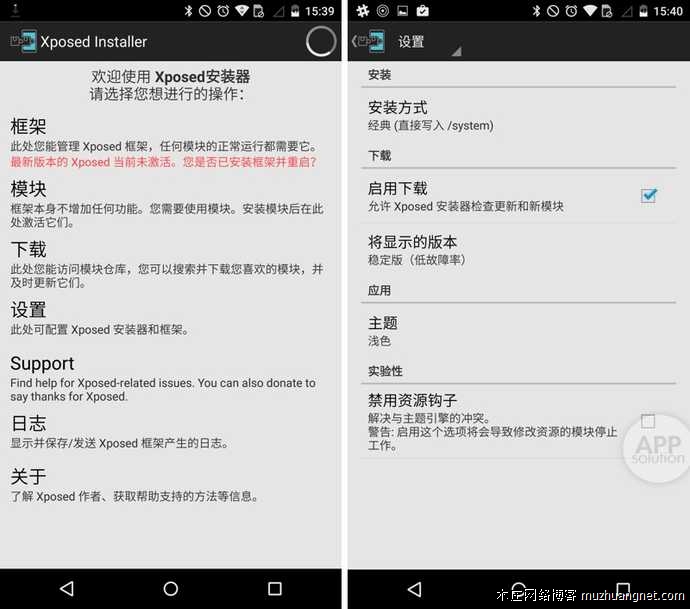 15:39
Xposed Installer
欢迎使用 Xposed安装器
请选择您想进行的操作：
框架
此处您能管理 Xposed 框架，任何模块的正常运行都需要它。
最新版本的 Xposed 当前未激活。您是否已安装框架并重启？
模块
框架本身不增加任何功能。您需要使用模块。安装模块后在此
处激活它们。
下载
此处您能访问模块仓库，您可以搜索并下载您喜欢的模块，并
及时更新它们。
设置
此处可配置 Xposed 安装器和框架。
Support
Find help for Xposed-related issues. You can also donate to
say thanks for Xposed.
日志
显示并保存/发送 Xposed 框架产生的日志。
关于
了解 Xposed 作者、获取帮助支持的方法等信息。
15:40
设置
安装
安装方式
经典 (直接写入 /system)
下载
启用下载
允许 Xposed 安装器检查更新和新模块
将显示的版本
稳定版（低故障率）
应用
主题
浅色
实验性
禁用资源钩子
解决与主题引擎的冲突。
警告: 启用这个选项将会导致修改资源的模块停止
工作。
APP
solution
木庄网络博客 muzhuangnet.com